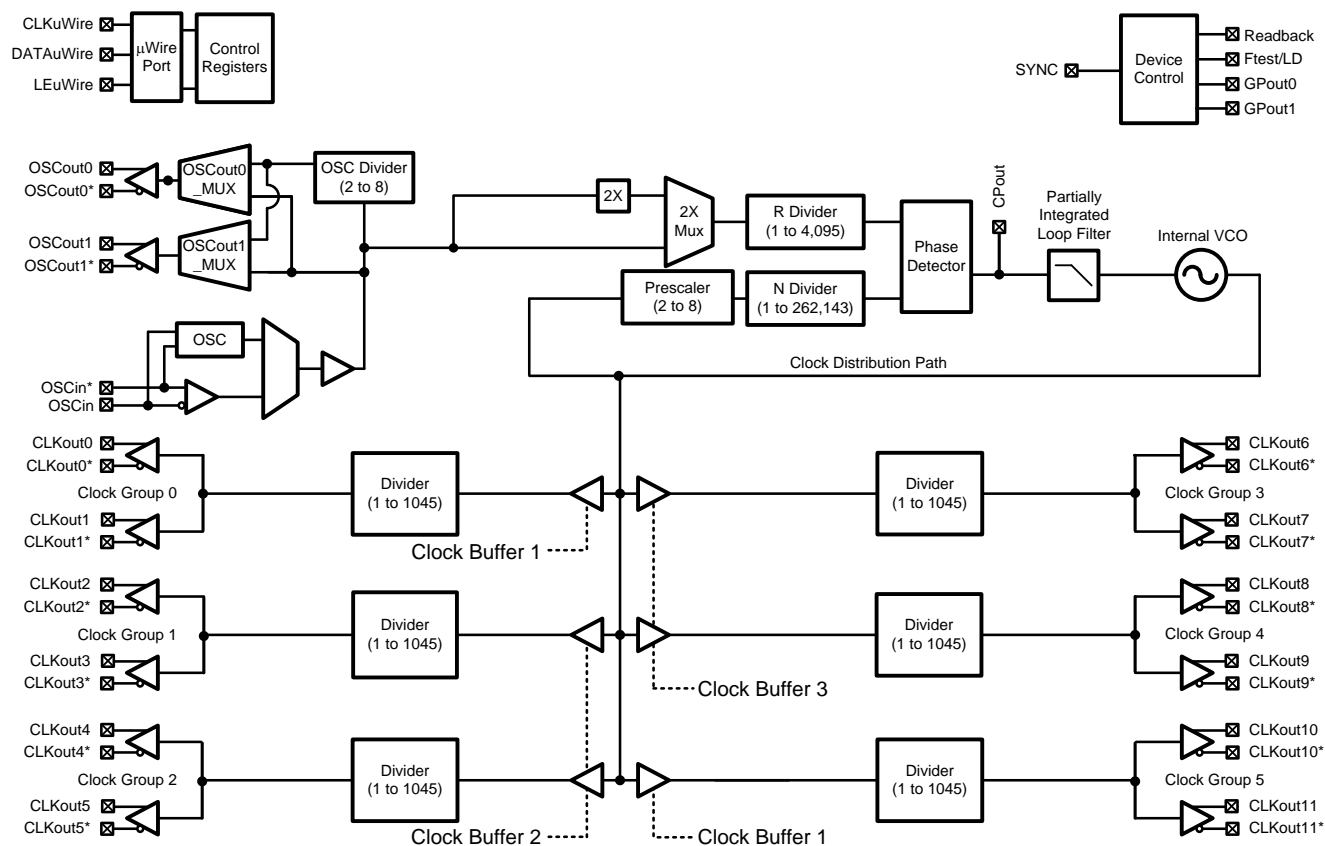 CLKuWire
DATAuWire
LEuWire
µWire
Port
Control
Registers
SYNC
Device
Control
Readback
Ftest/LD
GPout0
GPout1
OSCout0
OSCout0*
OSCout0
_MUX
OSC Divider
(2 to 8)
OSCout1
OSCout1*
OSCout1
_MUX
2X
2X
Mux
R Divider
(1 to 4,095)
Phase
Detector
CPout
Partially
Integrated
Loop Filter
Internal VCO
Prescaler
(2 to 8)
N Divider
(1 to 262,143)
OSC
OSCin*
OSCin
Clock Distribution Path
CLKout0
CLKout0*
Clock Group 0
CLKout1
CLKout1*
Divider
(1 to 1045)
Clock Buffer 1
Divider
(1 to 1045)
CLKout6
CLKout6*
Clock Group 3
CLKout7
CLKout7*
CLKout2
CLKout2*
Clock Group 1
CLKout3
CLKout3*
Divider
(1 to 1045)
Clock Buffer 3
Divider
(1 to 1045)
CLKout8
CLKout8*
Clock Group 4
CLKout9
CLKout9*
CLKout4
CLKout4*
Clock Group 2
CLKout5
CLKout5*
Divider
(1 to 1045)
Clock Buffer 2
Clock Buffer 1
Divider
(1 to 1045)
CLKout10
CLKout10*
Clock Group 5
CLKout11
CLKout11*